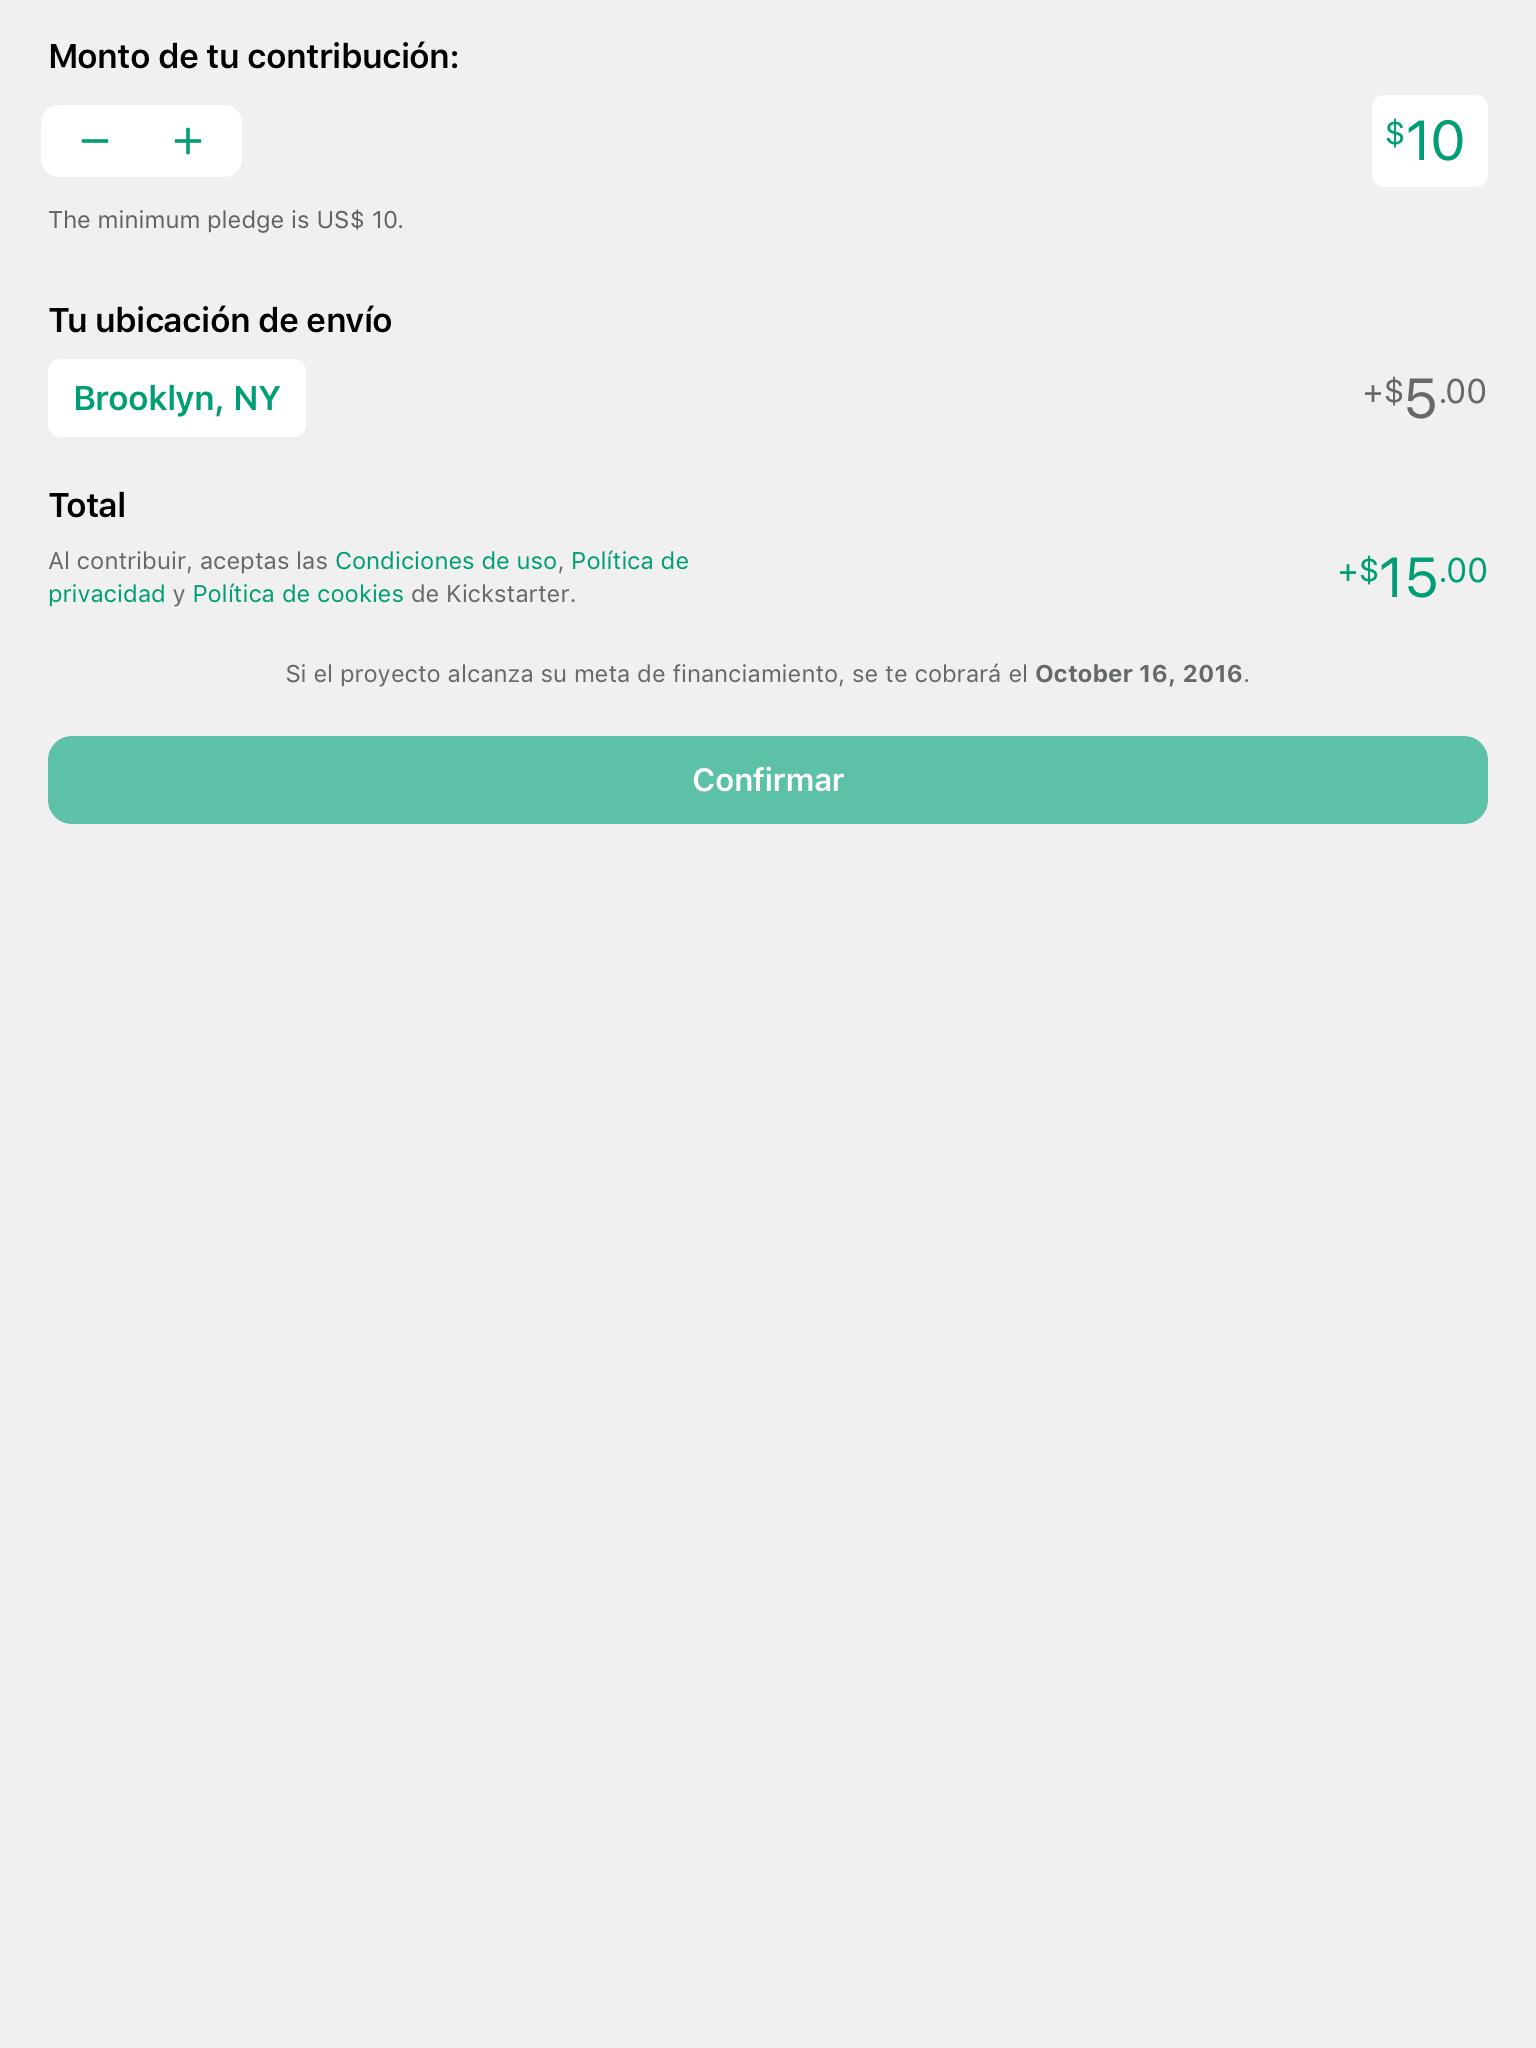 Monto de tu contribución:
− +
$10
The minimum pledge is US$ 10.
Tu ubicación de envío
Brooklyn, NY
+$5.00
Total
Al contribuir, aceptas las Condiciones de uso, Política de
privacidad y Política de cookies de Kickstarter.
+$15.00
Si el proyecto alcanza su meta de financiamiento, se te cobrará el October 16, 2016.
Confirmar